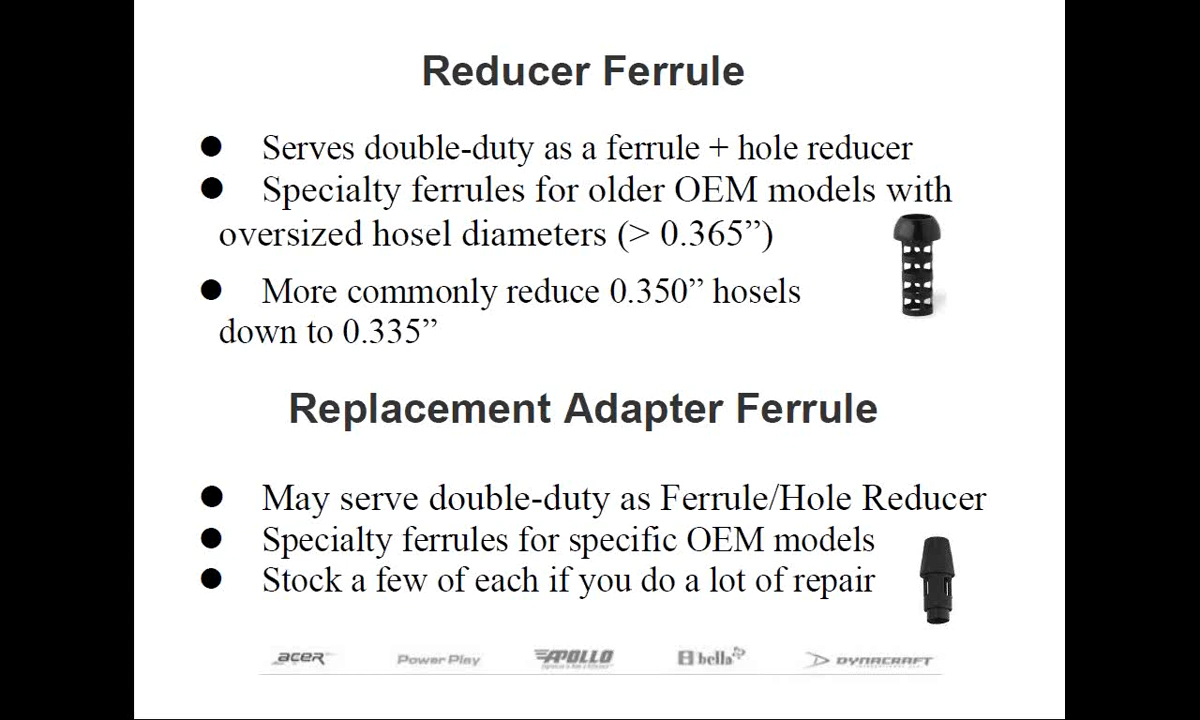 Reducer Ferrule
● Serves double-duty as a ferrule + hole reducer
● Specialty ferrules for older OEM models with
oversized hosel diameters (> 0.365”)
● More commonly reduce 0.350” hosels
down to 0.335”
Replacement Adapter Ferrule
● May serve double-duty as Ferrule/Hole Reducer
● Specialty ferrules for specific OEM models
● Stock a few of each if you do a lot of repair
acer Power Play APOLLO bella DYNACRAFT